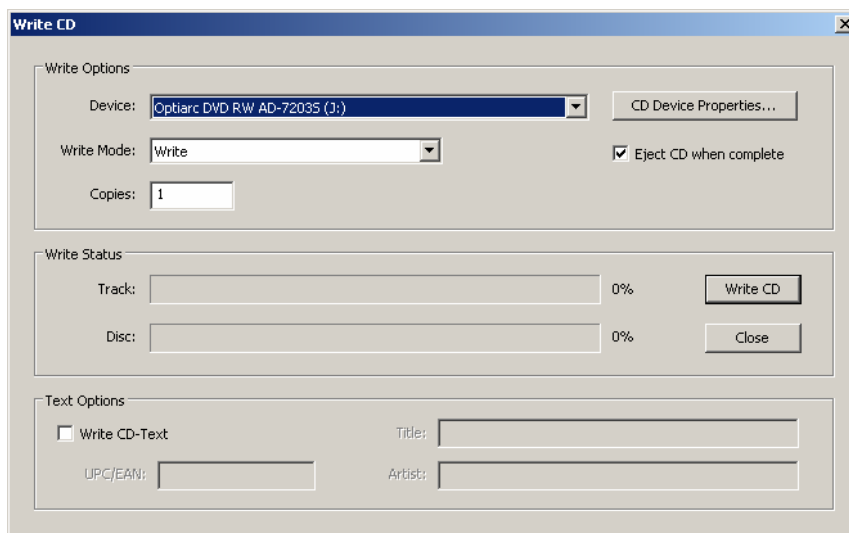 Write CD
Write Options
Device: Optiarc DVD RW AD-7203S (J:) CD Device Properties...
Write Mode: Write Eject CD when complete
Copies: 1
Write Status
Track: 0% Write CD
Disc: 0% Close
Text Options
Write CD-Text Title:
UPC/EAN: Artist: